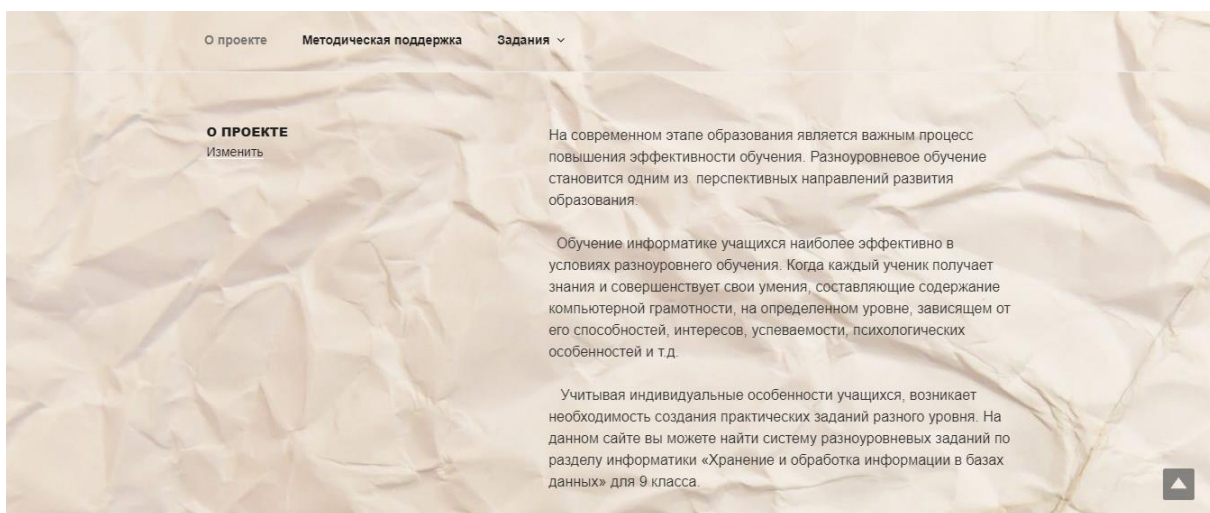 О проекте Методическая поддержка Задания
О ПРОЕКТЕ
Изменить
На современном этапе образования является важным процесс
повышения эффективности обучения. Разноуровневое обучение
становится одним из перспективных направлений развития
образования.
Обучение информатике учащихся наиболее эффективно в
условиях разноуровнего обучения. Когда каждый ученик получает
знания и совершенствует свои умения, составляющие содержание
компьютерной грамотности, на определенном уровне, зависящем от
его способностей, интересов, успеваемости, психологических
особенностей и т.д.
Учитывая индивидуальные особенности учащихся, возникает
необходимость создания практических заданий разного уровня. На
данном сайте вы можете найти систему разноуровневых заданий по
разделу информатики «Хранение и обработка информации в базах
данных» для 9 класса.